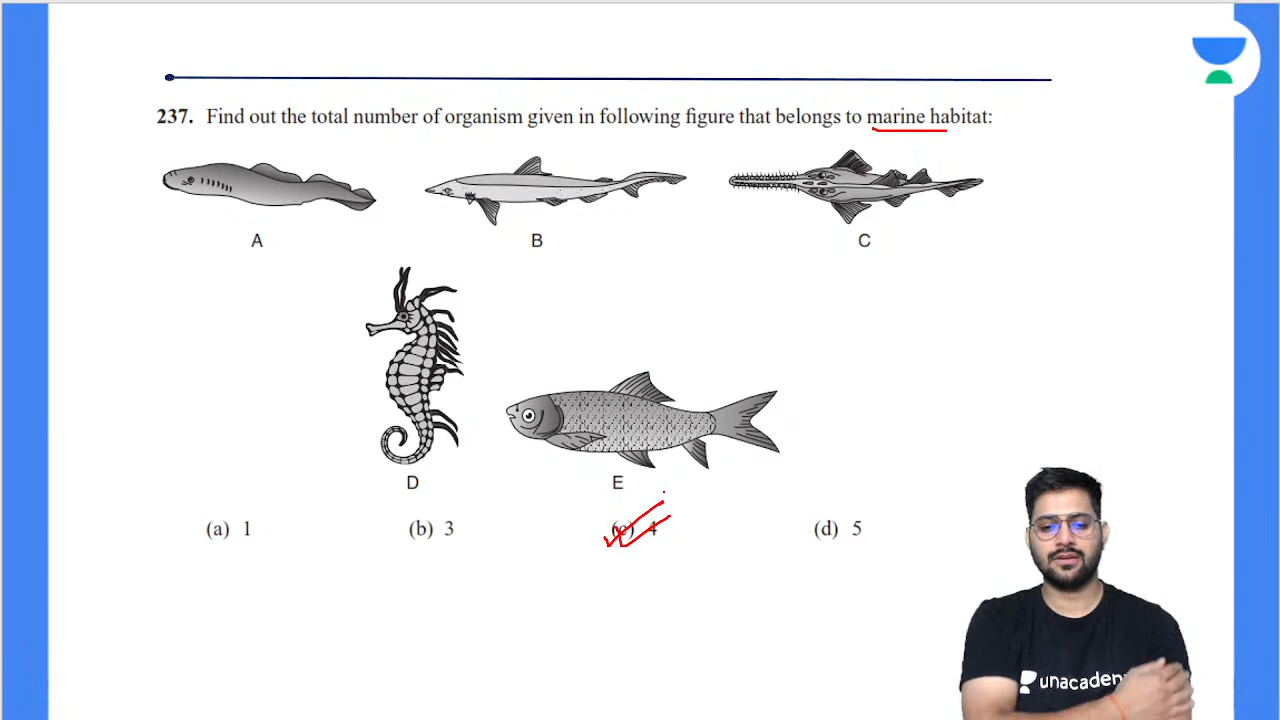 237. Find out the total number of organism given in following figure that belongs to marine habitat:
A B C
D E
(a) 1 (b) 3 (c) 4 (d) 5